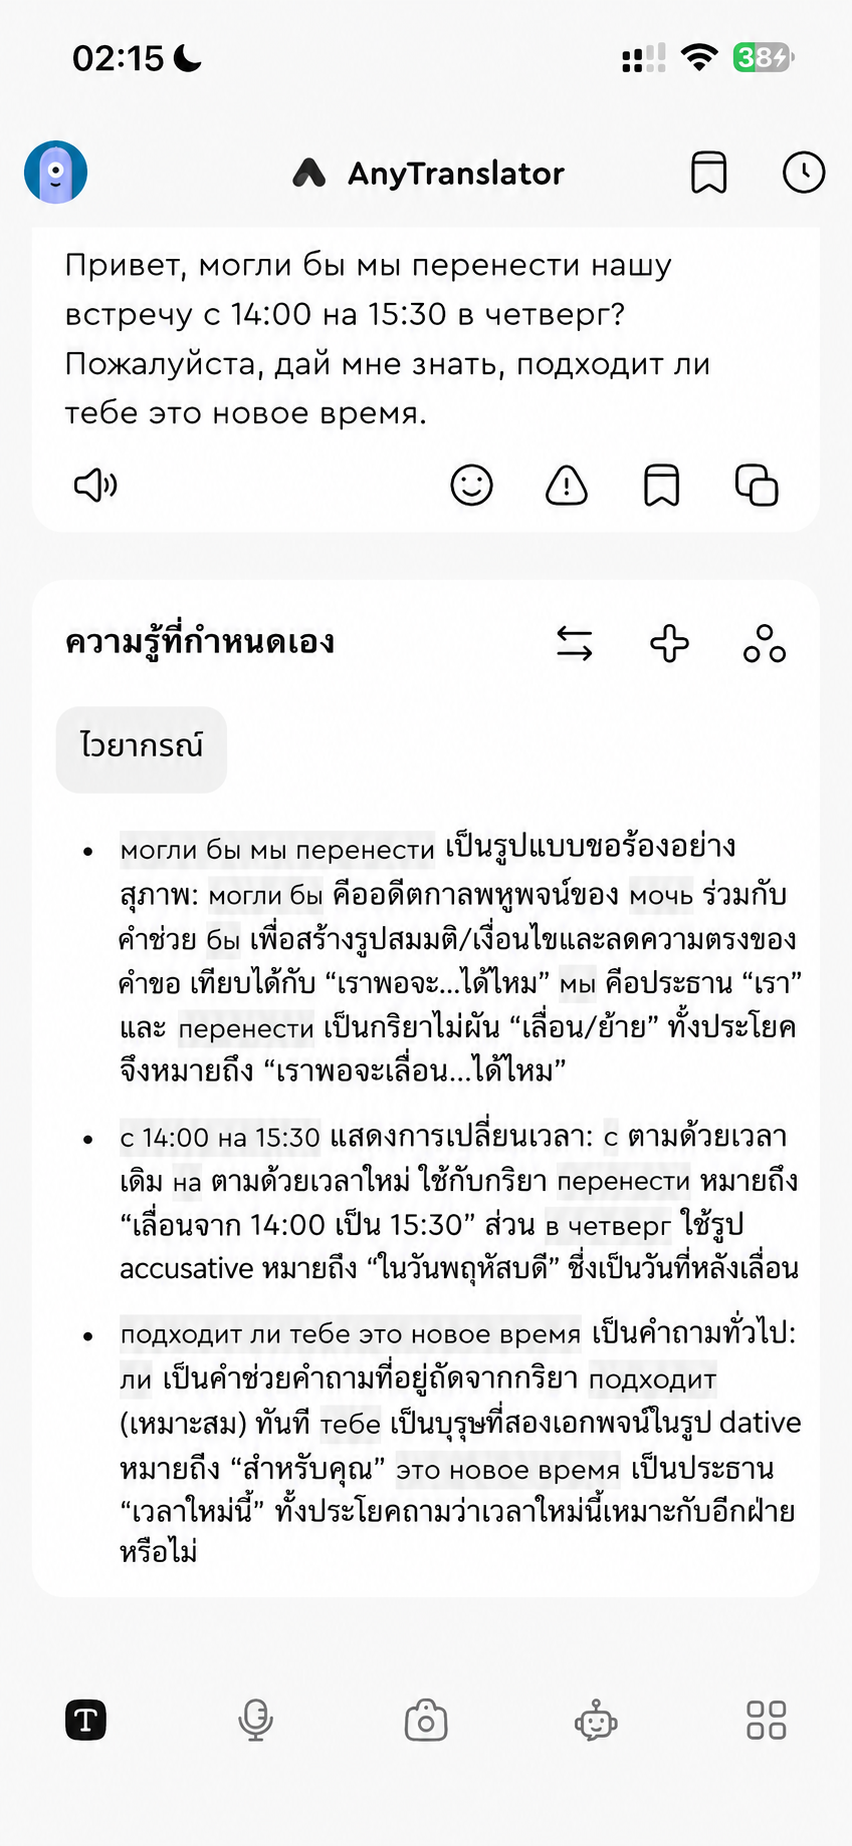 02:15
38
AnyTranslator
Привет, могли бы мы перенести нашу
встречу с 14:00 на 15:30 в четверг?
Пожалуйста, дай мне знать, подходит ли
тебе это новое время.
ความรู้ที่กำหนดเอง
ไวยากรณ์
• могли бы мы перенести เป็นรูปแบบขอร้องอย่าง
สุภาพ: могли бы คืออดีตกาลพหูพจน์ของ мочь ร่วมกับ
คำช่วย бы เพื่อสร้างรูปสมมติ/เงื่อนไขและลดความตรงของ
คำขอ เทียบได้กับ “เราพอจะ...ได้ไหม” мы คือประธาน “เรา”
และ перенести เป็นกริยาไม่ผัน “เลื่อน/ย้าย” ทั้งประโยค
จึงหมายถึง “เราพอจะเลื่อน...ได้ไหม”
• с 14:00 на 15:30 แสดงการเปลี่ยนเวลา: с ตามด้วยเวลา
เดิม на ตามด้วยเวลาใหม่ ใช้กับกริยา перенести หมายถึง
“เลื่อนจาก 14:00 เป็น 15:30” ส่วน в четверг ใช้รูป
accusative หมายถึง “ในวันพฤหัสบดี” ซึ่งเป็นวันที่หลังเลื่อน
• подходит ли тебе это новое время เป็นคำถามทั่วไป:
ли เป็นคำช่วยคำถามที่อยู่ถัดจากกริยา подходит
(เหมาะสม) ทันที тебе เป็นบุรุษที่สองเอกพจน์ในรูป dative
หมายถึง “สำหรับคุณ” это новое время เป็นประธาน
“เวลาใหม่นี้” ทั้งประโยคถามว่าเวลาใหม่นี้เหมาะกับอีกฝ่าย
หรือไม่